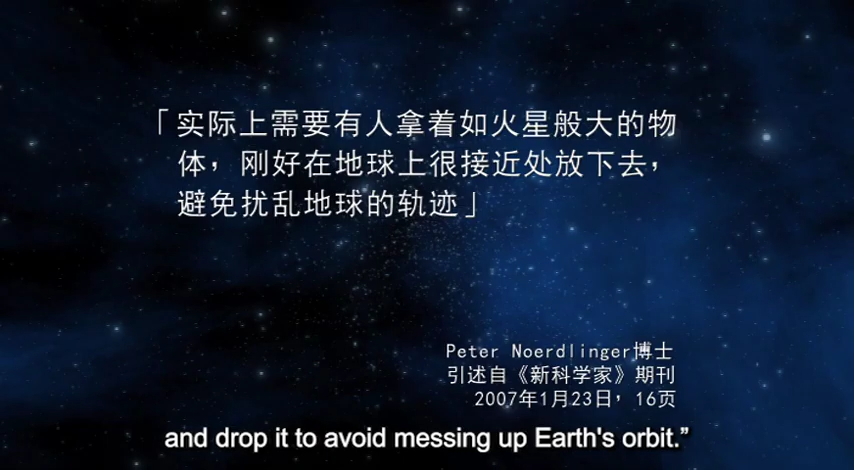 「实际上需要有人拿着如火星般大的物
体，刚好在地球上很接近处放下去，
避免扰乱地球的轨迹」
Peter Noerdlinger博士
引述自《新科学家》期刊
2007年1月23日，16页
and drop it to avoid messing up Earth's orbit.”